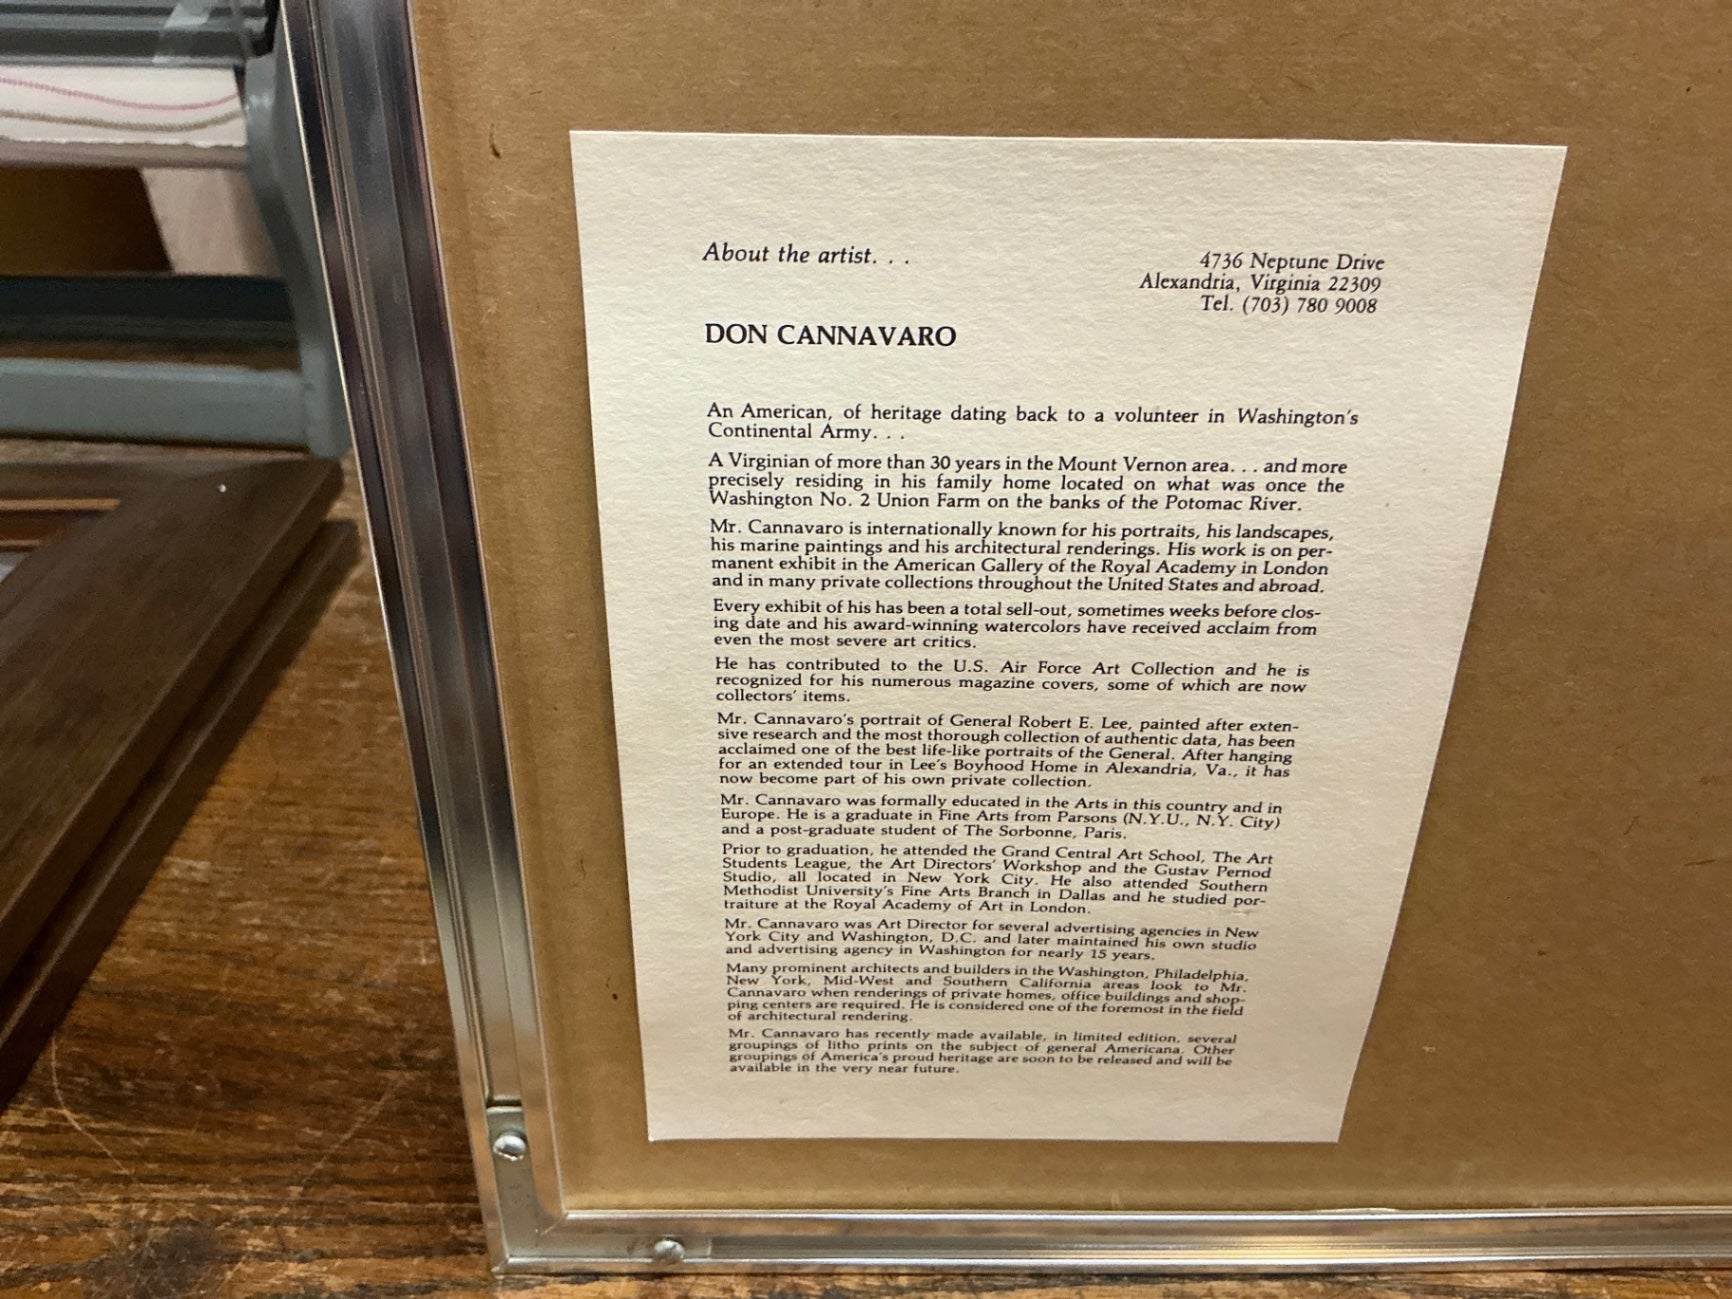 About the artist. . .
4736 Neptune Drive
Alexandria, Virginia 22309
Tel. (703) 780 9008
DON CANNAVARO
An American, of heritage dating back to a volunteer in Washington's
Continental Army. . .
A Virginian of more than 30 years in the Mount Vernon area. . . and more
precisely residing in his family home located on what was once the
Washington No. 2 Union Farm on the banks of the Potomac River.
Mr. Cannavaro is internationally known for his portraits, his landscapes,
his marine paintings and his architectural renderings. His work is on per-
manent exhibit in the American Gallery of the Royal Academy in London
and in many private collections throughout the United States and abroad.
Every exhibit of his has been a total sell-out, sometimes weeks before clos-
ing date and his award-winning watercolors have received acclaim from
even the most severe art critics.
He has contributed to the U.S. Air Force Art Collection and he is
recognized for his numerous magazine covers, some of which are now
collectors' items.
Mr. Cannavaro's portrait of General Robert E. Lee, painted after exten-
sive research and the most thorough collection of authentic data, has been
acclaimed one of the best life-like portraits of the General. After hanging
for an extended tour in Lee's Boyhood Home in Alexandria, Va., it has
now become part of his own private collection.
Mr. Cannavaro was formally educated in the Arts in this country and in
Europe. He is a graduate in Fine Arts from Parsons (N.Y.U., N.Y. City)
and a post-graduate student of The Sorbonne, Paris.
Prior to graduation, he attended the Grand Central Art School, The Art
Students League, the Art Directors' Workshop and the Gustav Pernod
Studio, all located in New York City. He also attended Southern
Methodist University's Fine Arts Branch in Dallas and he studied por-
traiture at the Royal Academy of Art in London.
Mr. Cannavaro was Art Director for several advertising agencies in New
York City and Washington, D.C. and later maintained his own studio
and advertising agency in Washington for nearly 15 years.
Many prominent architects and builders in the Washington, Philadelphia,
New York, Mid-West and Southern California areas look to Mr.
Cannavaro when renderings of private homes, office buildings and shop-
ping centers are required. He is considered one of the foremost in the field
of architectural rendering.
Mr. Cannavaro has recently made available, in limited edition, several
groupings of litho prints on the subject of general Americana. Other
groupings of America's proud heritage are soon to be released and will be
available in the very near future.